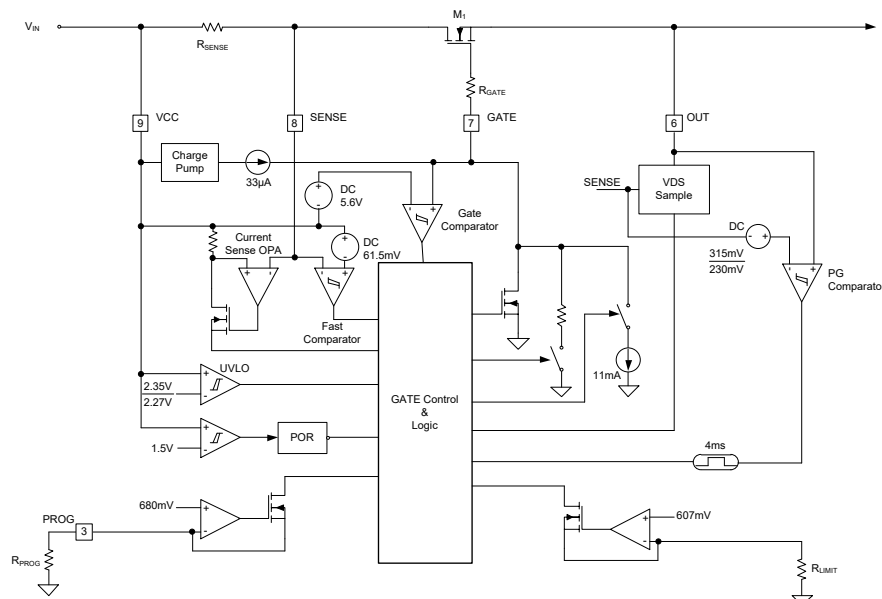 M1
VIN
RSENSE
RGATE
9 VCC
8 SENSE
7 GATE
6 OUT
Charge
Pump
33µA
DC
5.6V
SENSE
VDS
Sample
Gate
Comparator
DC
315mV
230mV
Current
Sense OPA
DC
61.5mV
PG
Comparato
Fast
Comparator
UVLO
2.35V
2.27V
11mA
GATE Control
&
Logic
1.5V
POR
4ms
680mV
607mV
PROG
3
RPROG
RLIMIT
+
-